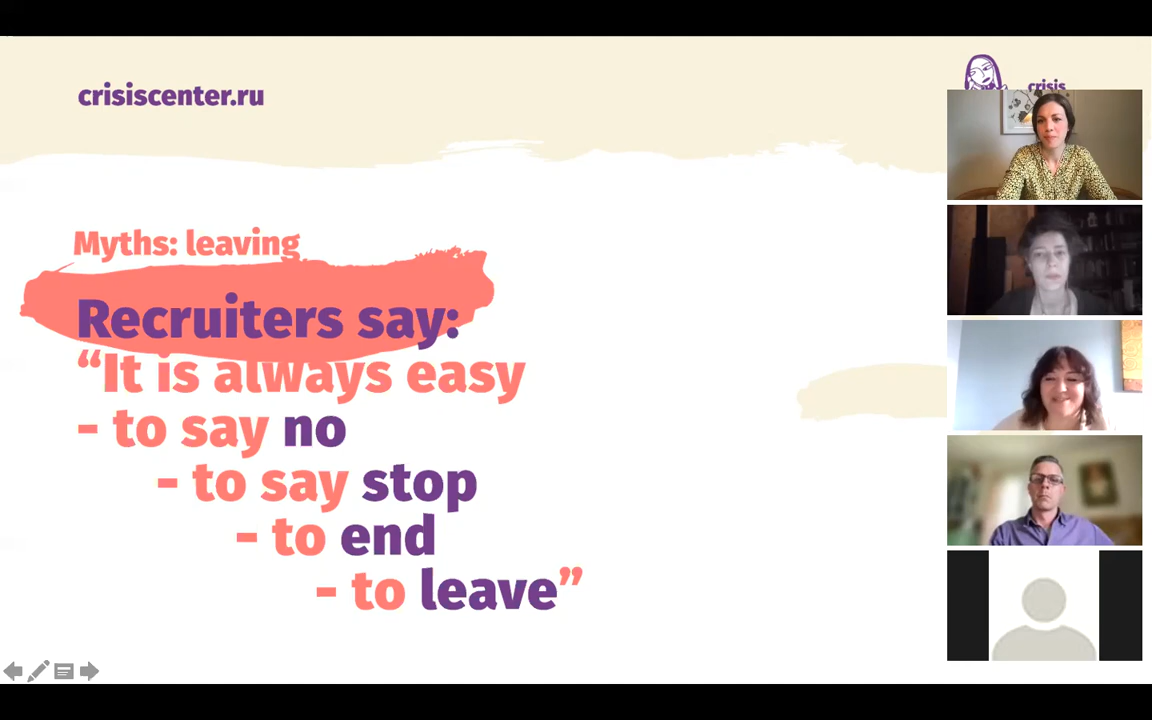 crisiscenter.ru
crisis
Myths: leaving
Recruiters say:
“It is always easy
- to say no
- to say stop
- to end
- to leave”